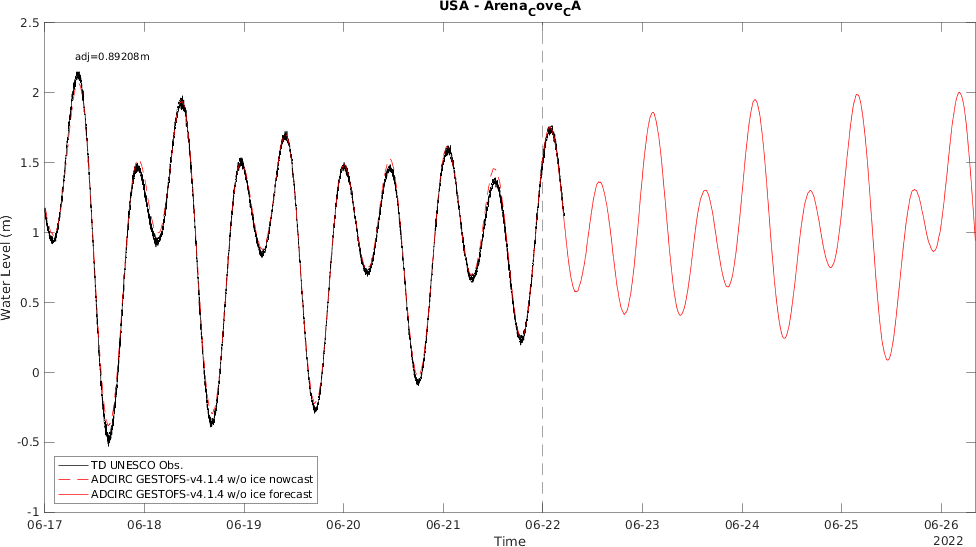 USA - ArenaCoveCA
adj=0.89208m
2.5
2
1.5
1
0.5
0
-0.5
-1
Water Level (m)
TD UNESCO Obs.
ADCIRC GESTOFS-v4.1.4 w/o ice nowcast
ADCIRC GESTOFS-v4.1.4 w/o ice forecast
06-17 06-18 06-19 06-20 06-21 06-22 06-23 06-24 06-25 06-26
Time
2022